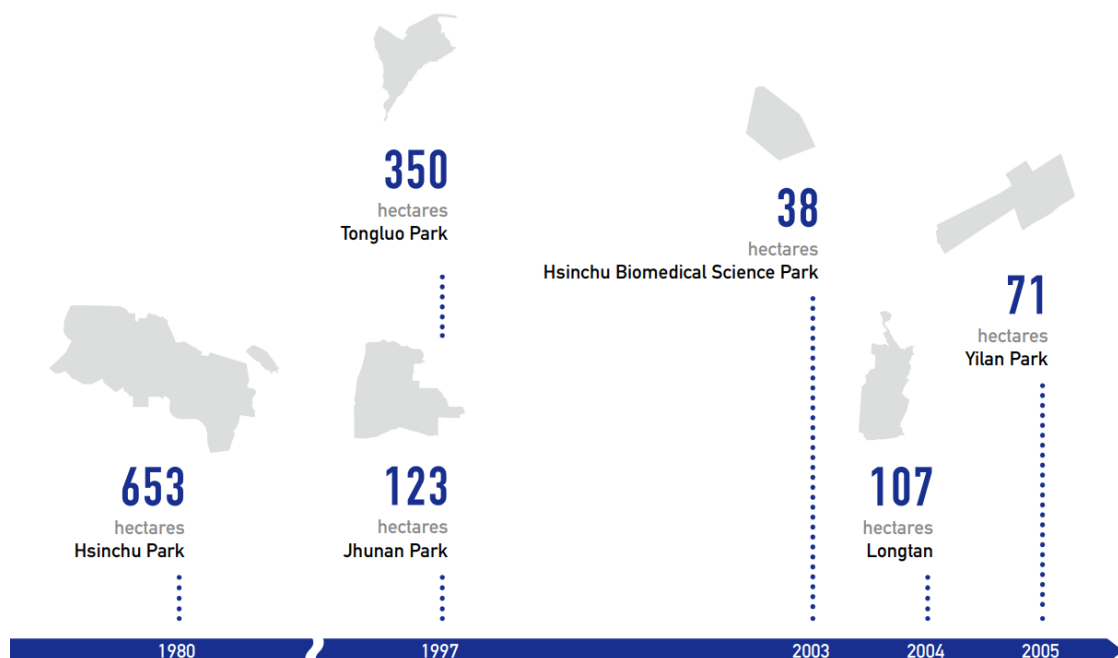 350
hectares
Tongluo Park
38
hectares
Hsinchu Biomedical Science Park
71
hectares
Yilan Park
653
hectares
Hsinchu Park
123
hectares
Jhunan Park
107
hectares
Longtan
1980
1997
2003
2004
2005